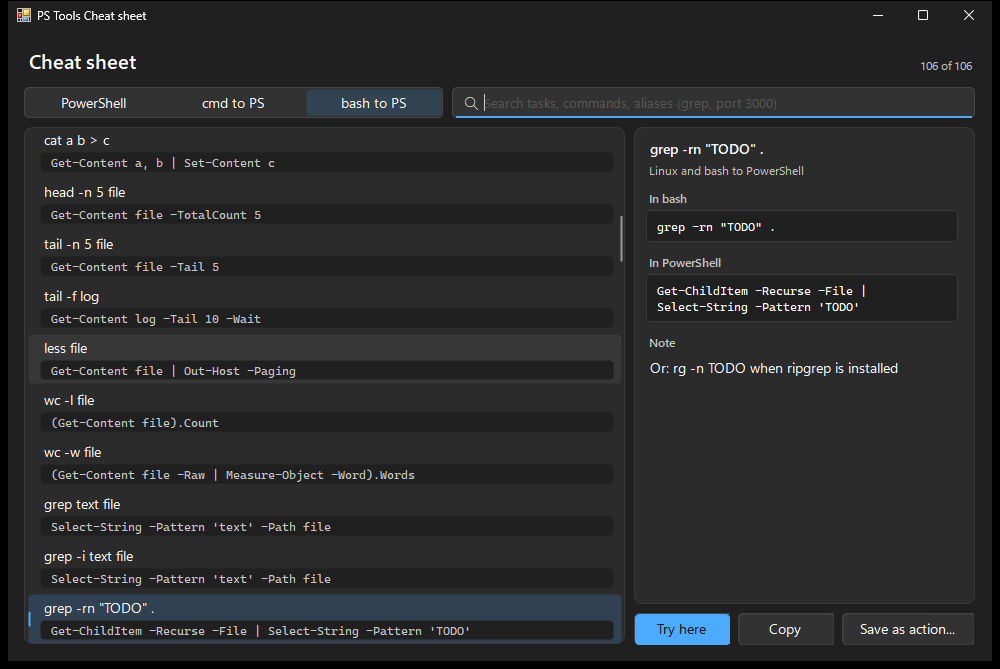 PS Tools Cheat sheet
Cheat sheet
106 of 106
PowerShell
cmd to PS
bash to PS
Search tasks, commands, aliases (grep, port 3000)
cat a b > c
Get-Content a, b | Set-Content c
head -n 5 file
Get-Content file -TotalCount 5
tail -n 5 file
Get-Content file -Tail 5
tail -f log
Get-Content log -Tail 10 -Wait
less file
Get-Content file | Out-Host -Paging
wc -l file
(Get-Content file).Count
wc -w file
(Get-Content file -Raw | Measure-Object -Word).Words
grep text file
Select-String -Pattern 'text' -Path file
grep -i text file
Select-String -Pattern 'text' -Path file
grep -rn "TODO" .
Get-ChildItem -Recurse -File | Select-String -Pattern 'TODO'
grep -rn "TODO" .
Linux and bash to PowerShell
In bash
grep -rn "TODO" .
In PowerShell
Get-ChildItem -Recurse -File |
Select-String -Pattern 'TODO'
Note
Or: rg -n TODO when ripgrep is installed
Try here
Copy
Save as action...